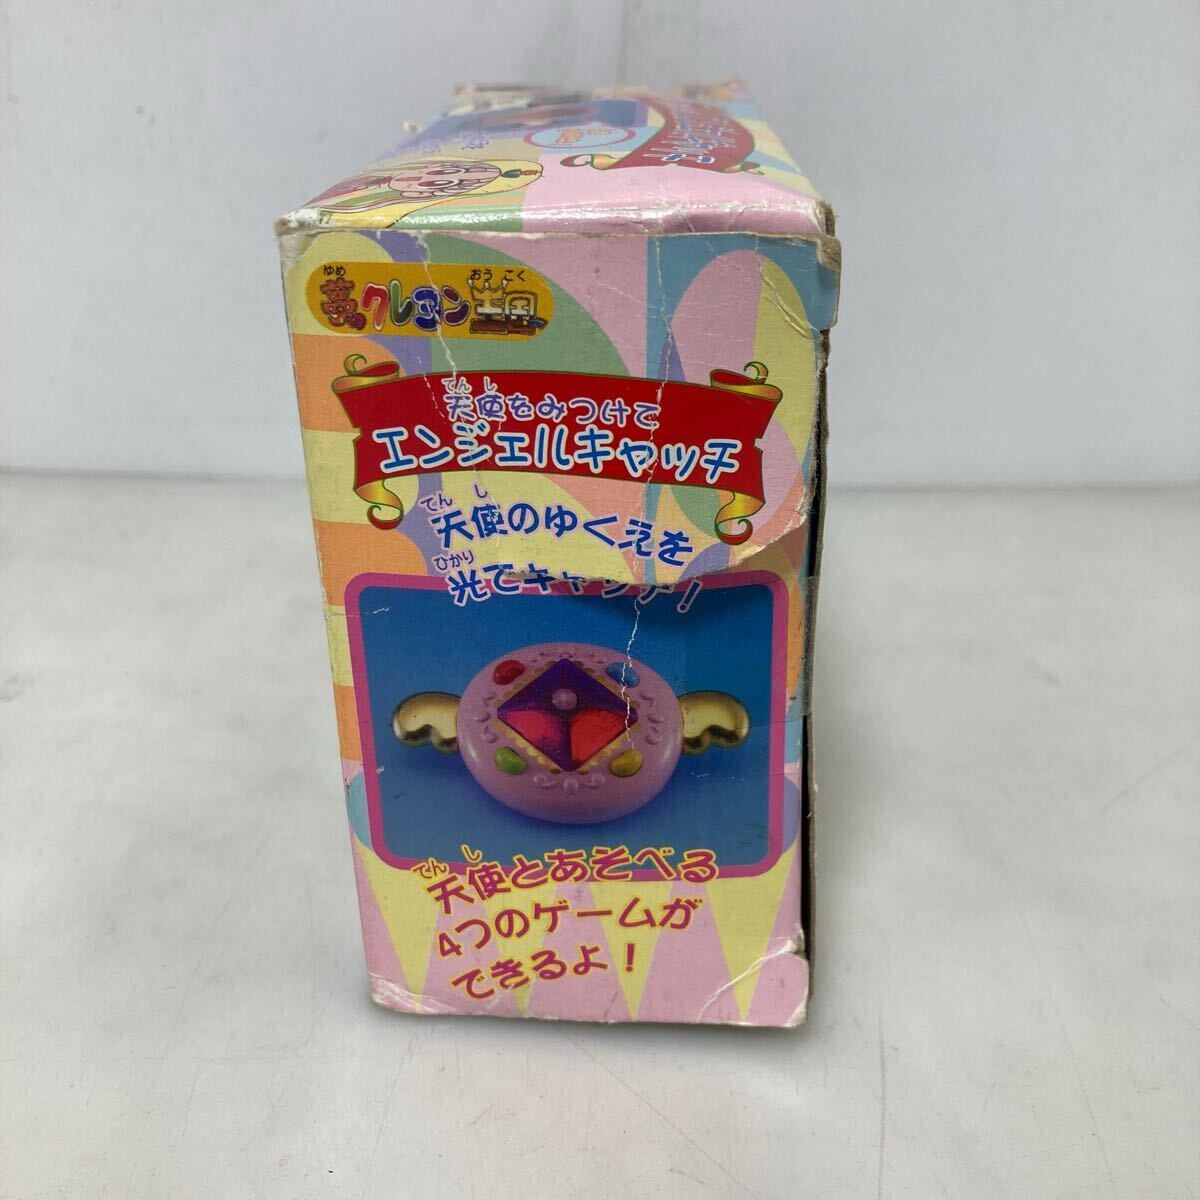 夢のクレヨン王国
ゆめ おうこく
天使をみつけて
てん し
エンジェルキャッチ
天使のゆくえを
てん し
光でキャッチ!
ひかり
天使とあそべる
てん し
4つのゲームが
できるよ!